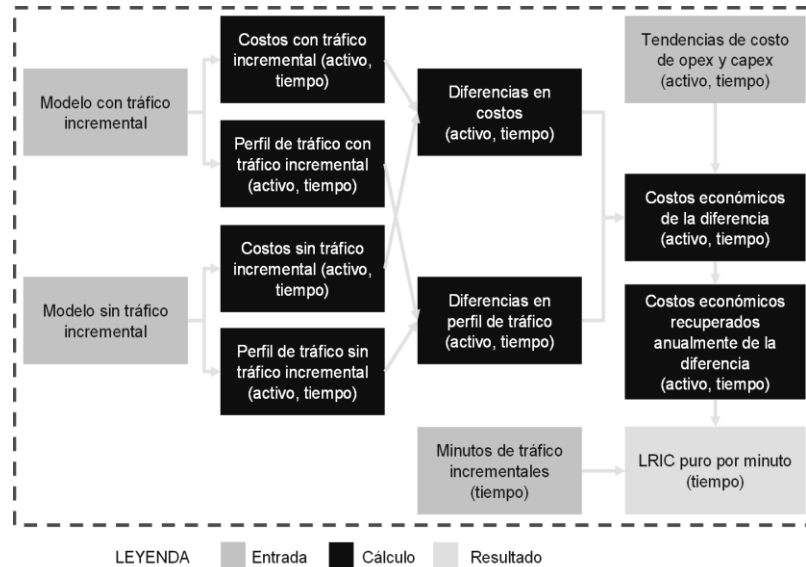 Modelo con tráfico
incremental
Modelo sin tráfico
incremental
Costos con tráfico
incremental (activo,
tiempo)
Perfil de tráfico con
tráfico incremental
(activo, tiempo)
Costos sin tráfico
incremental (activo,
tiempo)
Perfil de tráfico sin
tráfico incremental
(activo, tiempo)
Diferencias en
costos
(activo, tiempo)
Diferencias en
perfil de tráfico
(activo, tiempo)
Minutos de tráfico
incrementales
(tiempo)
Tendencias de costo
de opex y capex
(activo, tiempo)
Costos económicos
de la diferencia
(activo, tiempo)
Costos económicos
recuperados
anualmente de la
diferencia
(activo, tiempo)
LRIC puro por minuto
(tiempo)
LEYENDA Entrada Cálculo Resultado